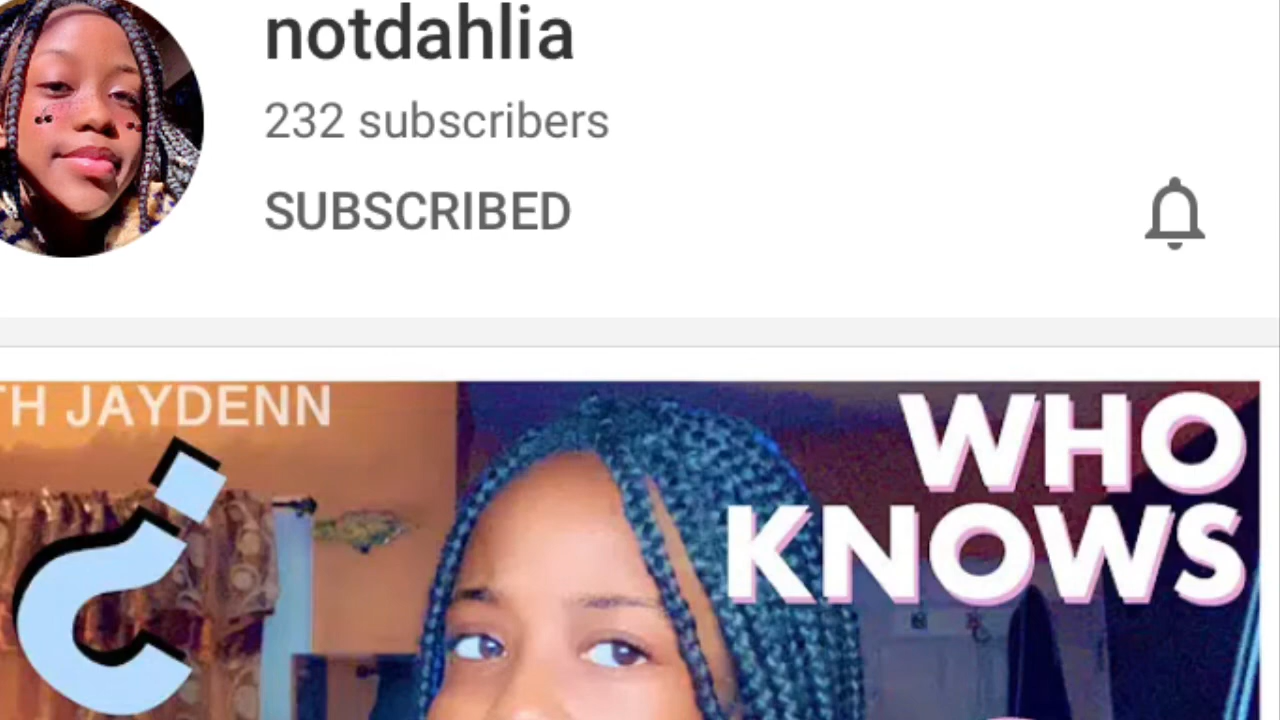 notdahlia
232 subscribers
SUBSCRIBED
TH JAYDENN
¿
WHO
KNOWS